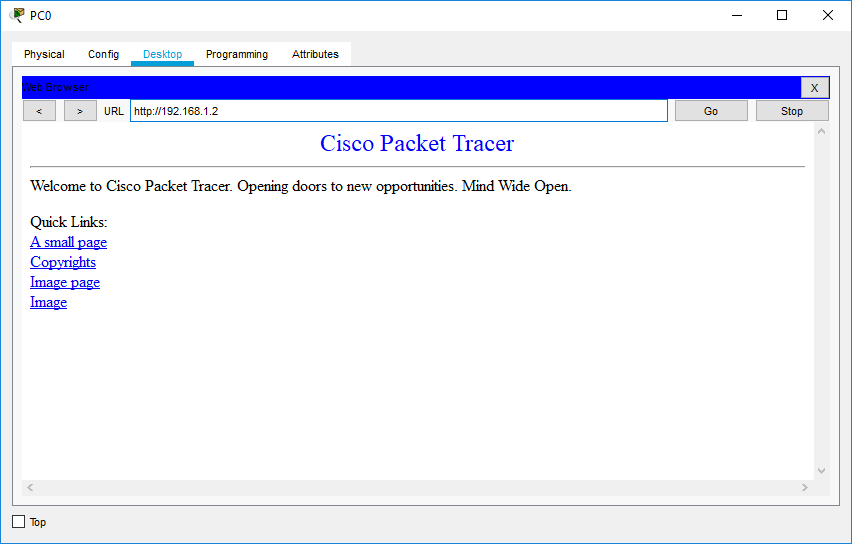 PC0
Physical Config Desktop Programming Attributes
Web Browser
X
< > URL http://192.168.1.2 Go Stop
Cisco Packet Tracer
Welcome to Cisco Packet Tracer. Opening doors to new opportunities. Mind Wide Open.
Quick Links:
A small page
Copyrights
Image page
Image
Top